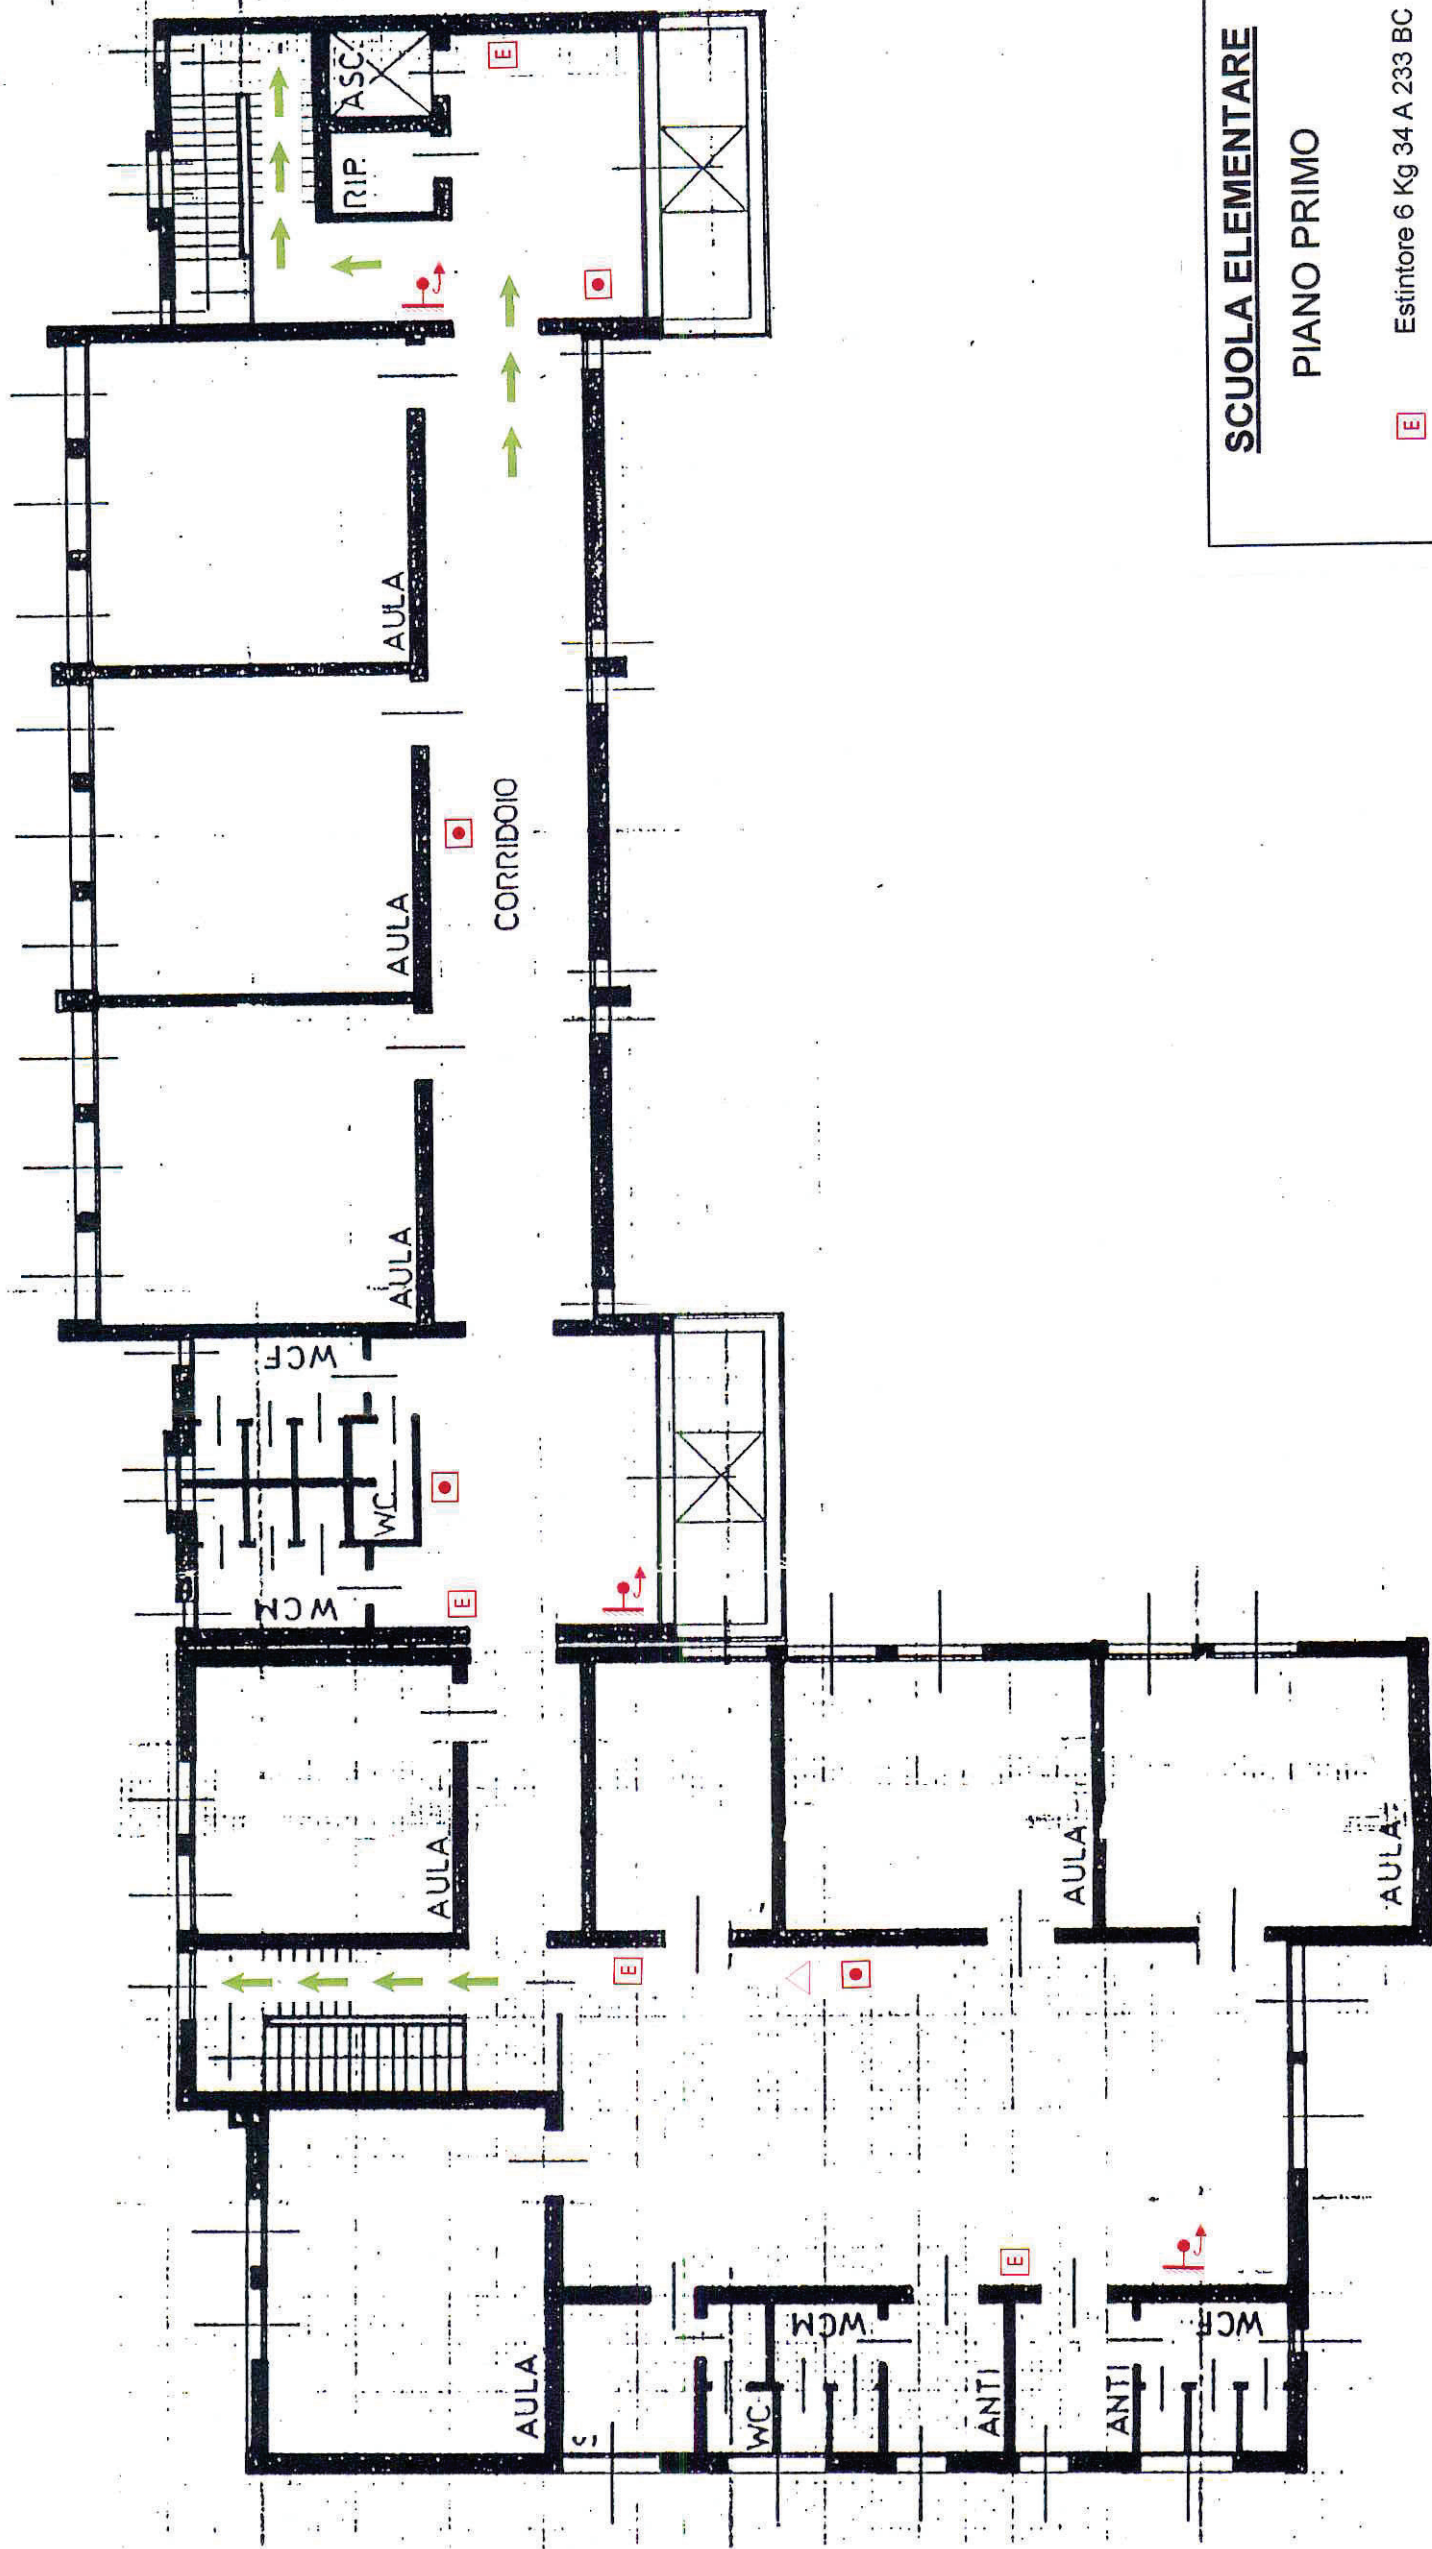 SCUOLA ELEMENTARE
PIANO PRIMO
E Estintore 6 Kg 34 A 233 BC
ASC.
RIP.
E
AULA
AULA
CORRIDOIO
AULA
WCF
WC
WCM
E
AULA
E
AULA
AULA
AULA
E
WCM
WC
ANTI
ANTI
WCF